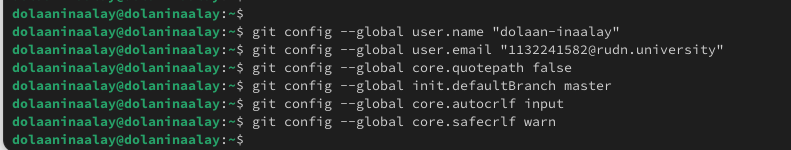 dolaaninaalay@dolaninaalay:~$
dolaaninaalay@dolaninaalay:~$ git config --global user.name "dolaan-inaalay"
dolaaninaalay@dolaninaalay:~$ git config --global user.email "1132241582@rudn.university"
dolaaninaalay@dolaninaalay:~$ git config --global core.quotepath false
dolaaninaalay@dolaninaalay:~$ git config --global init.defaultBranch master
dolaaninaalay@dolaninaalay:~$ git config --global core.autocrlf input
dolaaninaalay@dolaninaalay:~$ git config --global core.safecrlf warn
dolaaninaalay@dolaninaalay:~$